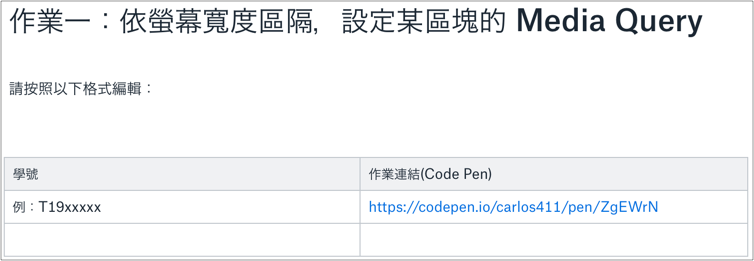 作業一：依螢幕寬度區隔，設定某區塊的 Media Query
請按照以下格式編輯：
學號
作業連結(Code Pen)
例：T19xxxxx
https://codepen.io/carlos411/pen/ZgEWrN